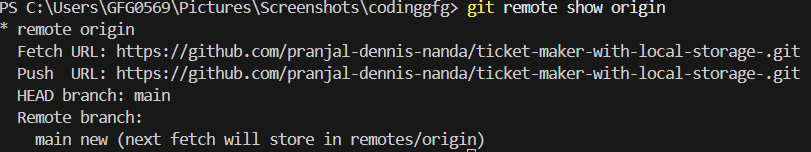 PS C:\Users\GFG0569\Pictures\Screenshots\codinggfg> git remote show origin
* remote origin
  Fetch URL: https://github.com/pranjal-dennis-nanda/ticket-maker-with-local-storage-.git
  Push  URL: https://github.com/pranjal-dennis-nanda/ticket-maker-with-local-storage-.git
  HEAD branch: main
  Remote branch:
    main new (next fetch will store in remotes/origin)